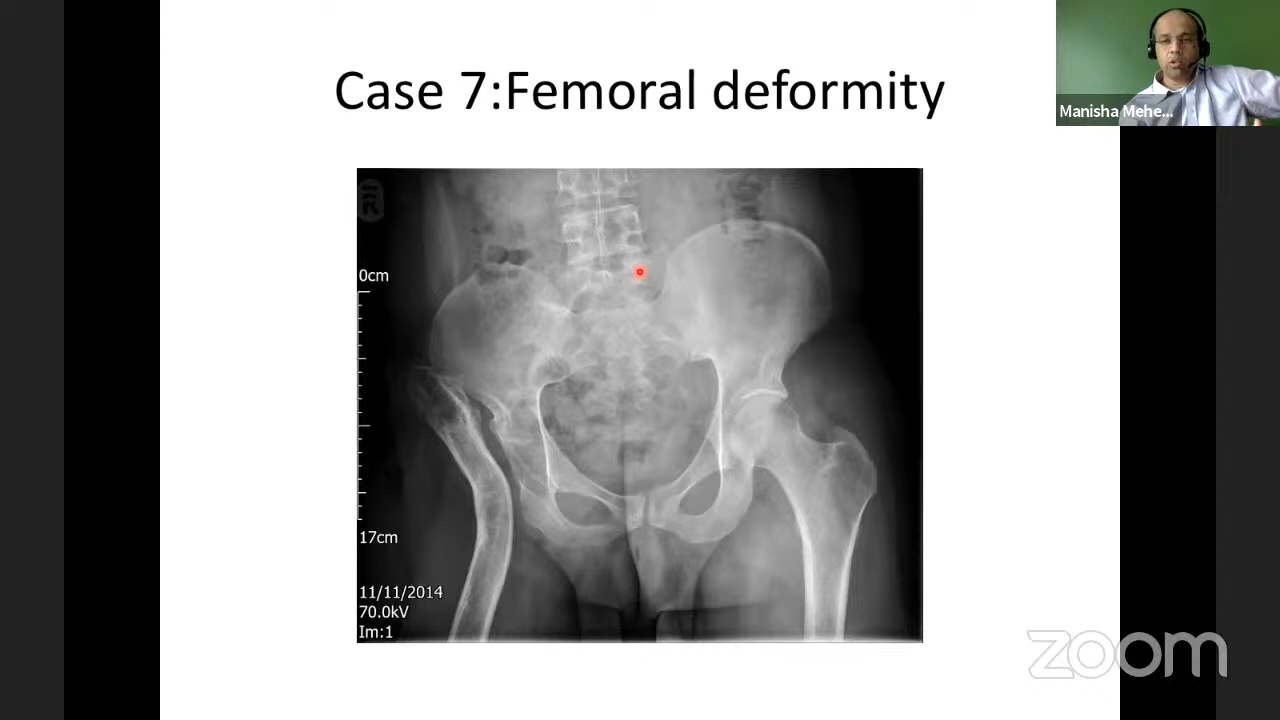 Case 7:Femoral deformity
Manisha Mehe...
R
0cm
17cm
11/11/2014
70.0kV
Im:1
zoom